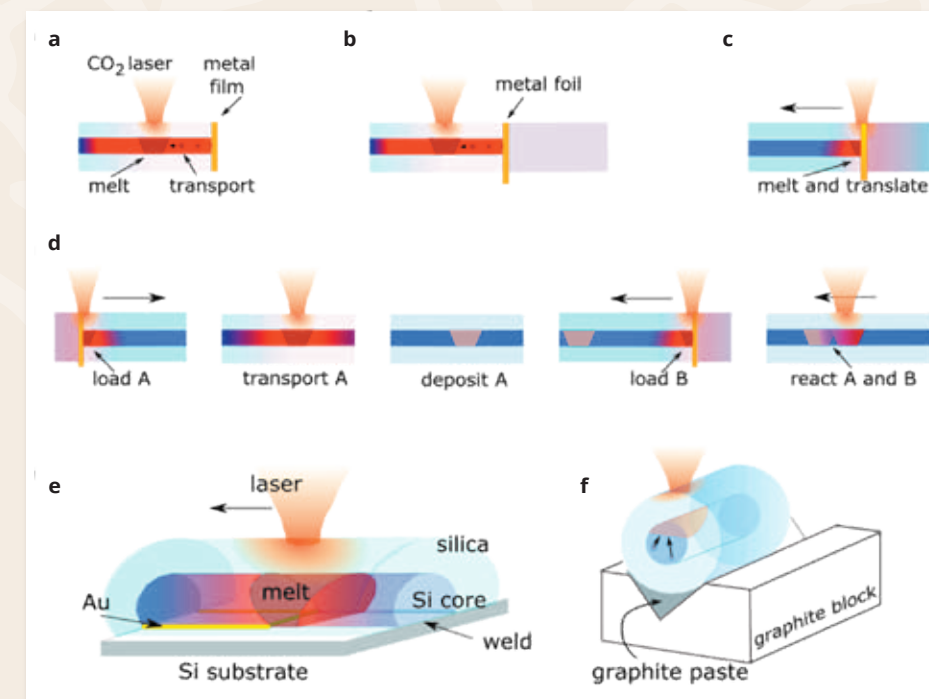 a
CO2 laser
metal
film
melt
transport
b
metal foil
c
melt and translate
d
load A
transport A
deposit A
load B
react A and B
e
laser
silica
melt
Au
Si core
weld
Si substrate
f
graphite block
graphite paste